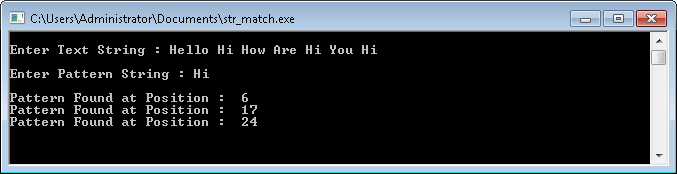 C:\Users\Administrator\Documents\str_match.exe
Enter Text String : Hello Hi How Are Hi You Hi
Enter Pattern String : Hi
Pattern Found at Position :  6
Pattern Found at Position :  17
Pattern Found at Position :  24